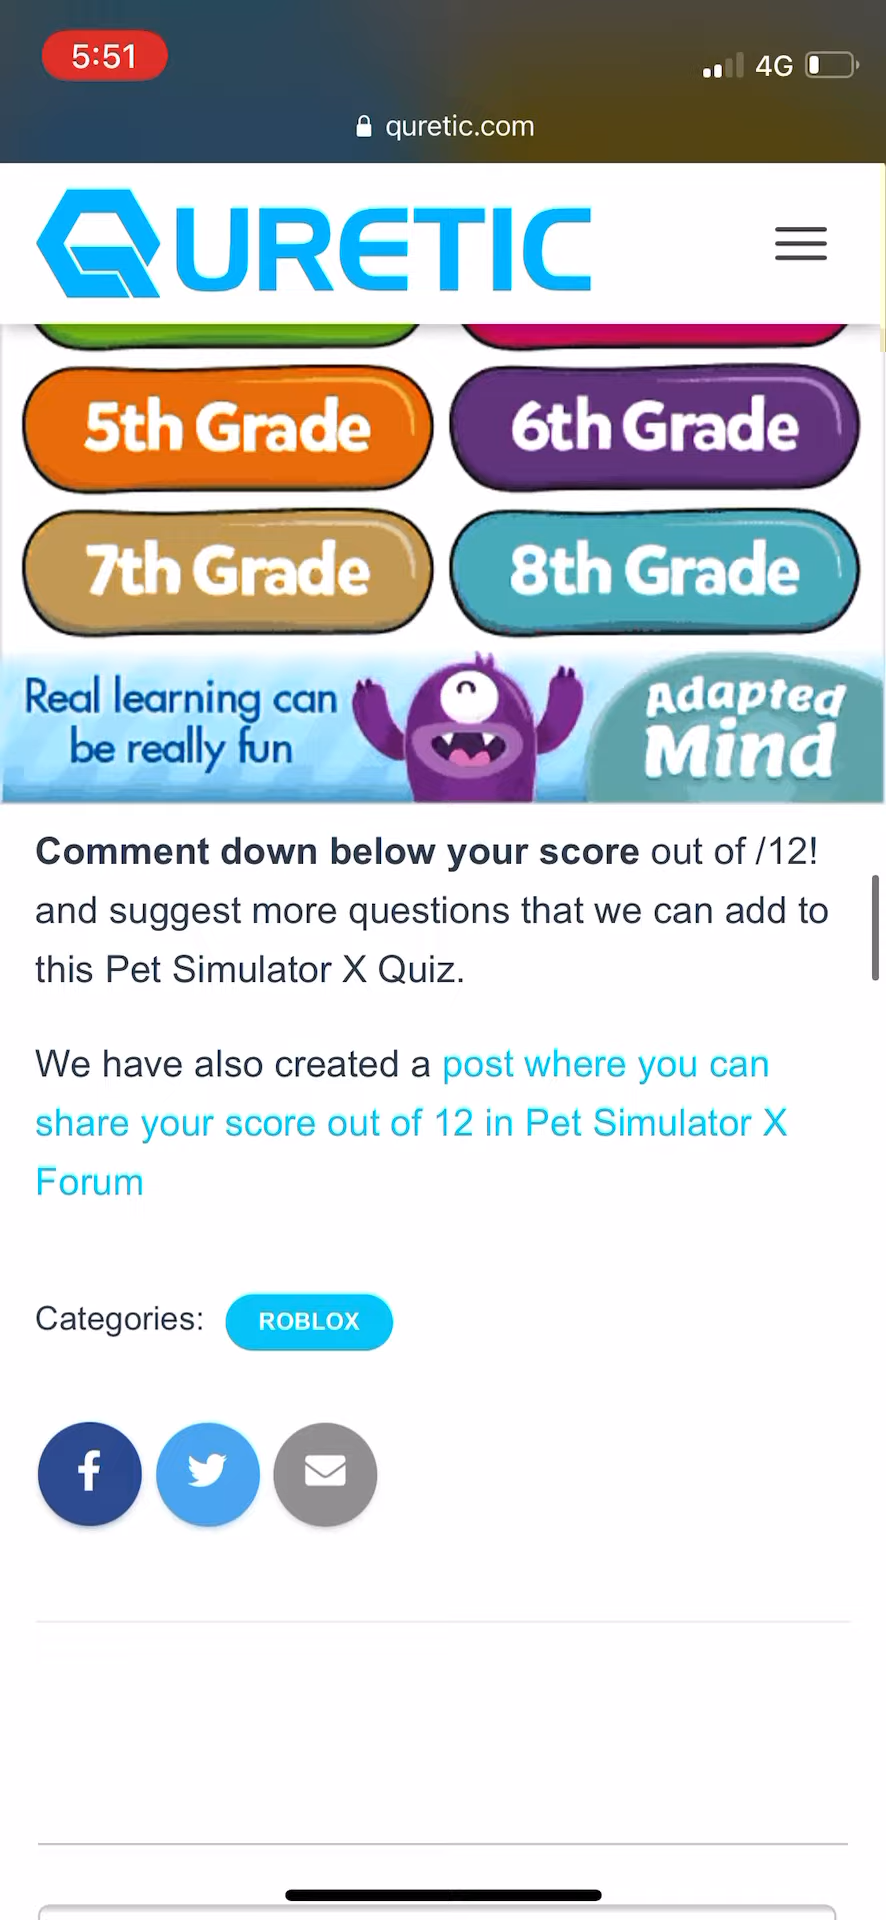 5:51
4G
quretic.com
QURETIC
5th Grade
6th Grade
7th Grade
8th Grade
Real learning can
be really fun
Adapted
Mind
Comment down below your score out of /12!
and suggest more questions that we can add to
this Pet Simulator X Quiz.
We have also created a post where you can
share your score out of 12 in Pet Simulator X
Forum
Categories: ROBLOX